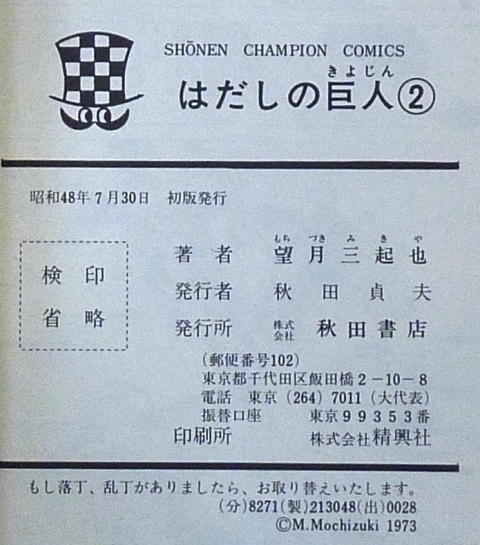 SHŌNEN CHAMPION COMICS
きよじん
はだしの巨人②
昭和48年7月30日 初版発行
検印
省略
もち づき み き や
著者 望月三起也
発行者 秋田貞夫
発行所 株式会社 秋田書店
(郵便番号102)
東京都千代田区飯田橋2-10-8
電話 東京(264)7011(大代表)
振替口座 東京99353番
印刷所 株式会社精興社
もし落丁、乱丁がありましたら、お取り替えいたします。
(分)8271(製)213048(出)0028
©M.Mochizuki 1973